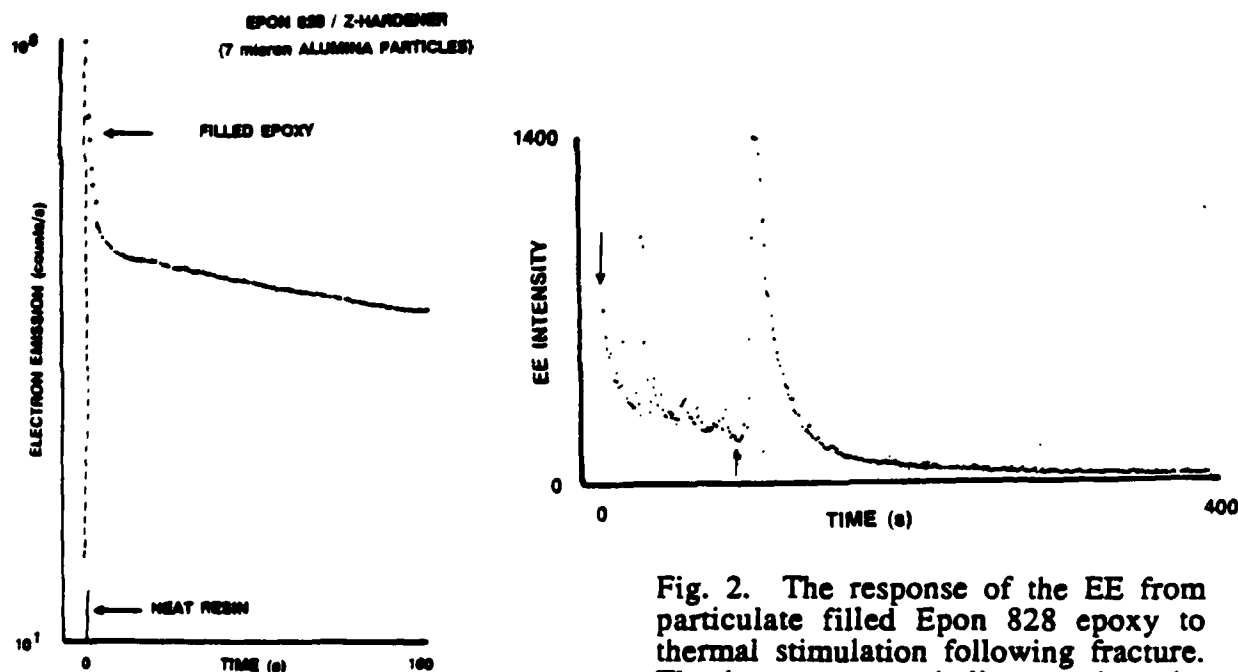 EPON 828 / Z-HARDENER
(7 micron ALUMINA PARTICLES)
10⁶
FILLED EPOXY
ELECTRON EMISSION (counts/s)
NEAT RESIN
10¹
0
TIME (s)
160
1400
EE INTENSITY
0
0
TIME (s)
400
Fig. 2. The response of the EE from
particulate filled Epon 828 epoxy to
thermal stimulation following fracture.